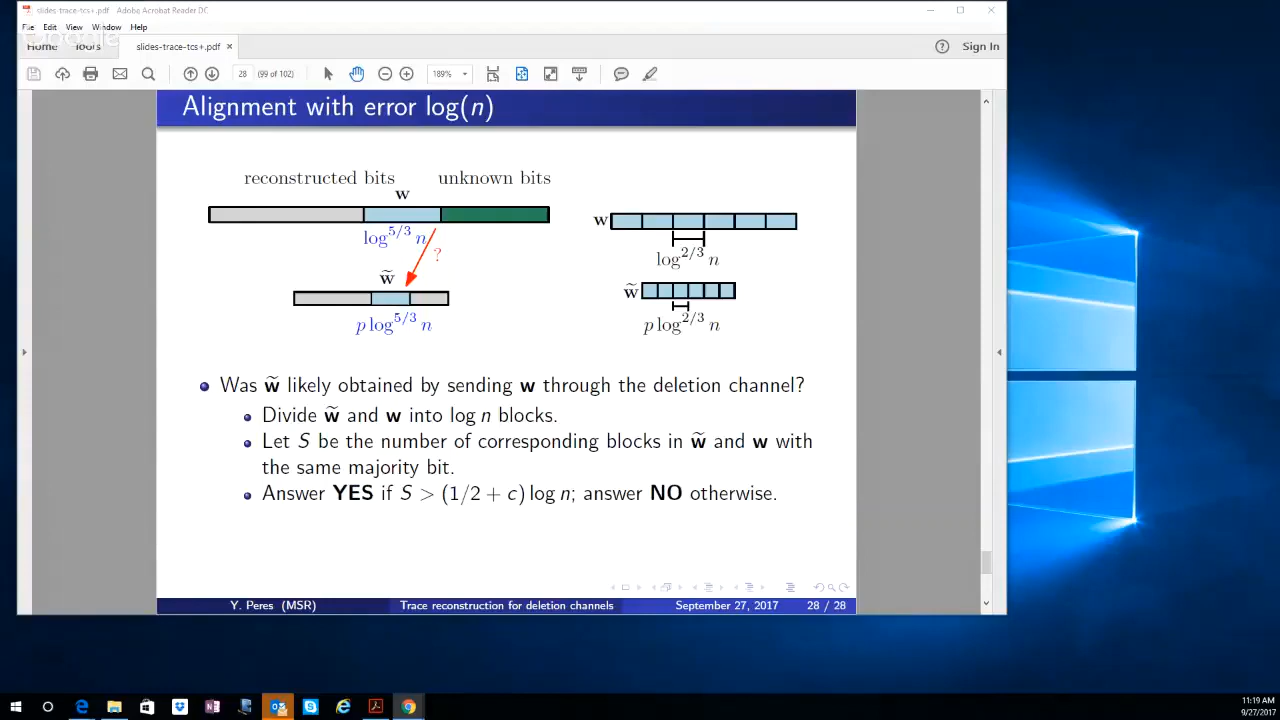 slides-trace-tcs+.pdf - Adobe Acrobat Reader DC
File Edit View Window Help
Home Tools slides-trace-tcs+.pdf × Sign In
28 (99 of 102) 189%
Alignment with error log(n)
reconstructed bits unknown bits
w
log^{5/3} n
?
w̃
p log^{5/3} n
w
log^{2/3} n
w̃
p log^{2/3} n
Was w̃ likely obtained by sending w through the deletion channel?
Divide w̃ and w into log n blocks.
Let S be the number of corresponding blocks in w̃ and w with
the same majority bit.
Answer YES if S > (1/2 + c) log n; answer NO otherwise.
Y. Peres (MSR) Trace reconstruction for deletion channels September 27, 2017 28 / 28
11:19 AM
9/27/2017